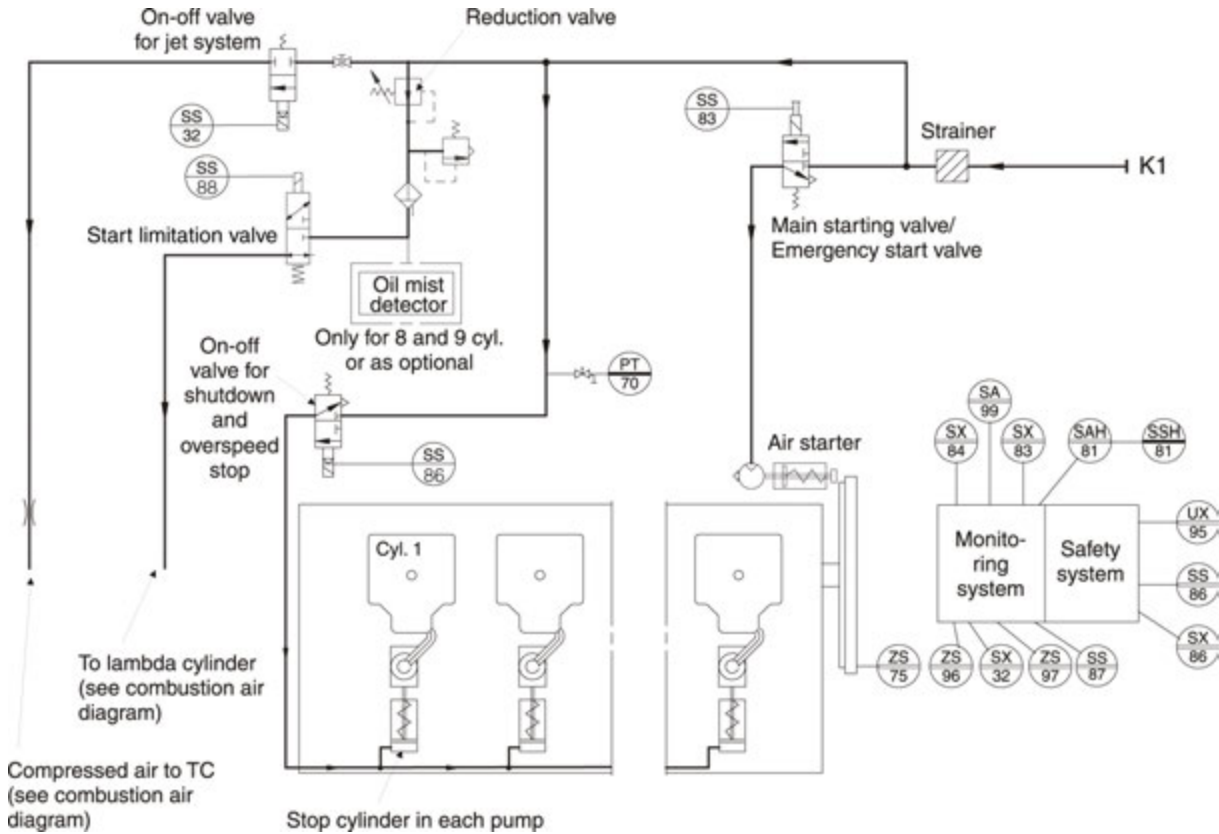 On-off valve
for jet system
Reduction valve
SS
32
SS
83
Strainer
K1
SS
88
Start limitation valve
Main starting valve/
Emergency start valve
Oil mist
detector
Only for 8 and 9 cyl.
or as optional
On-off
valve for
shutdown
and
overspeed
stop
PT
70
SS
86
Air starter
SA
99
SX
84
SX
83
SAH
81
SSH
81
Cyl. 1
Monito-
ring
system
Safety
system
UX
95
SS
86
SX
86
ZS
75
ZS
96
SX
32
ZS
97
SS
87
To lambda cylinder
(see combustion air
diagram)
Compressed air to TC
(see combustion air
diagram)
Stop cylinder in each pump